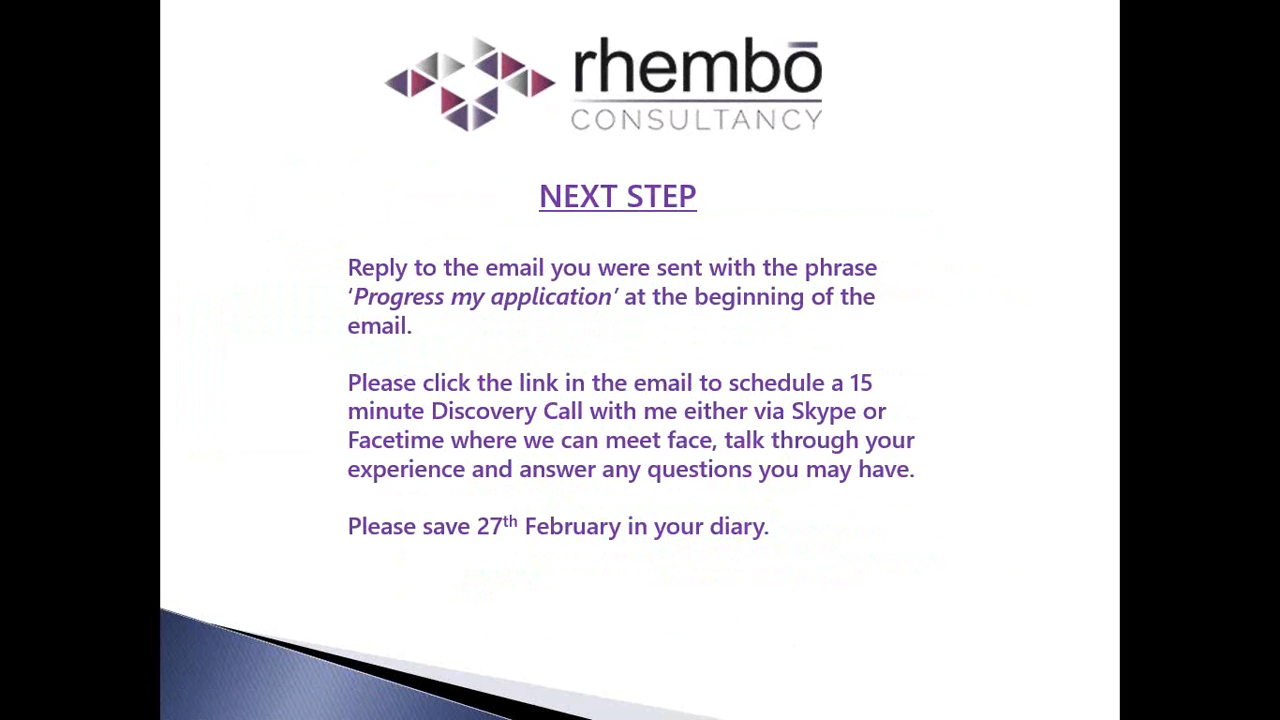 rhembō
CONSULTANCY
NEXT STEP
Reply to the email you were sent with the phrase
‘Progress my application’ at the beginning of the
email.
Please click the link in the email to schedule a 15
minute Discovery Call with me either via Skype or
Facetime where we can meet face, talk through your
experience and answer any questions you may have.
Please save 27th February in your diary.